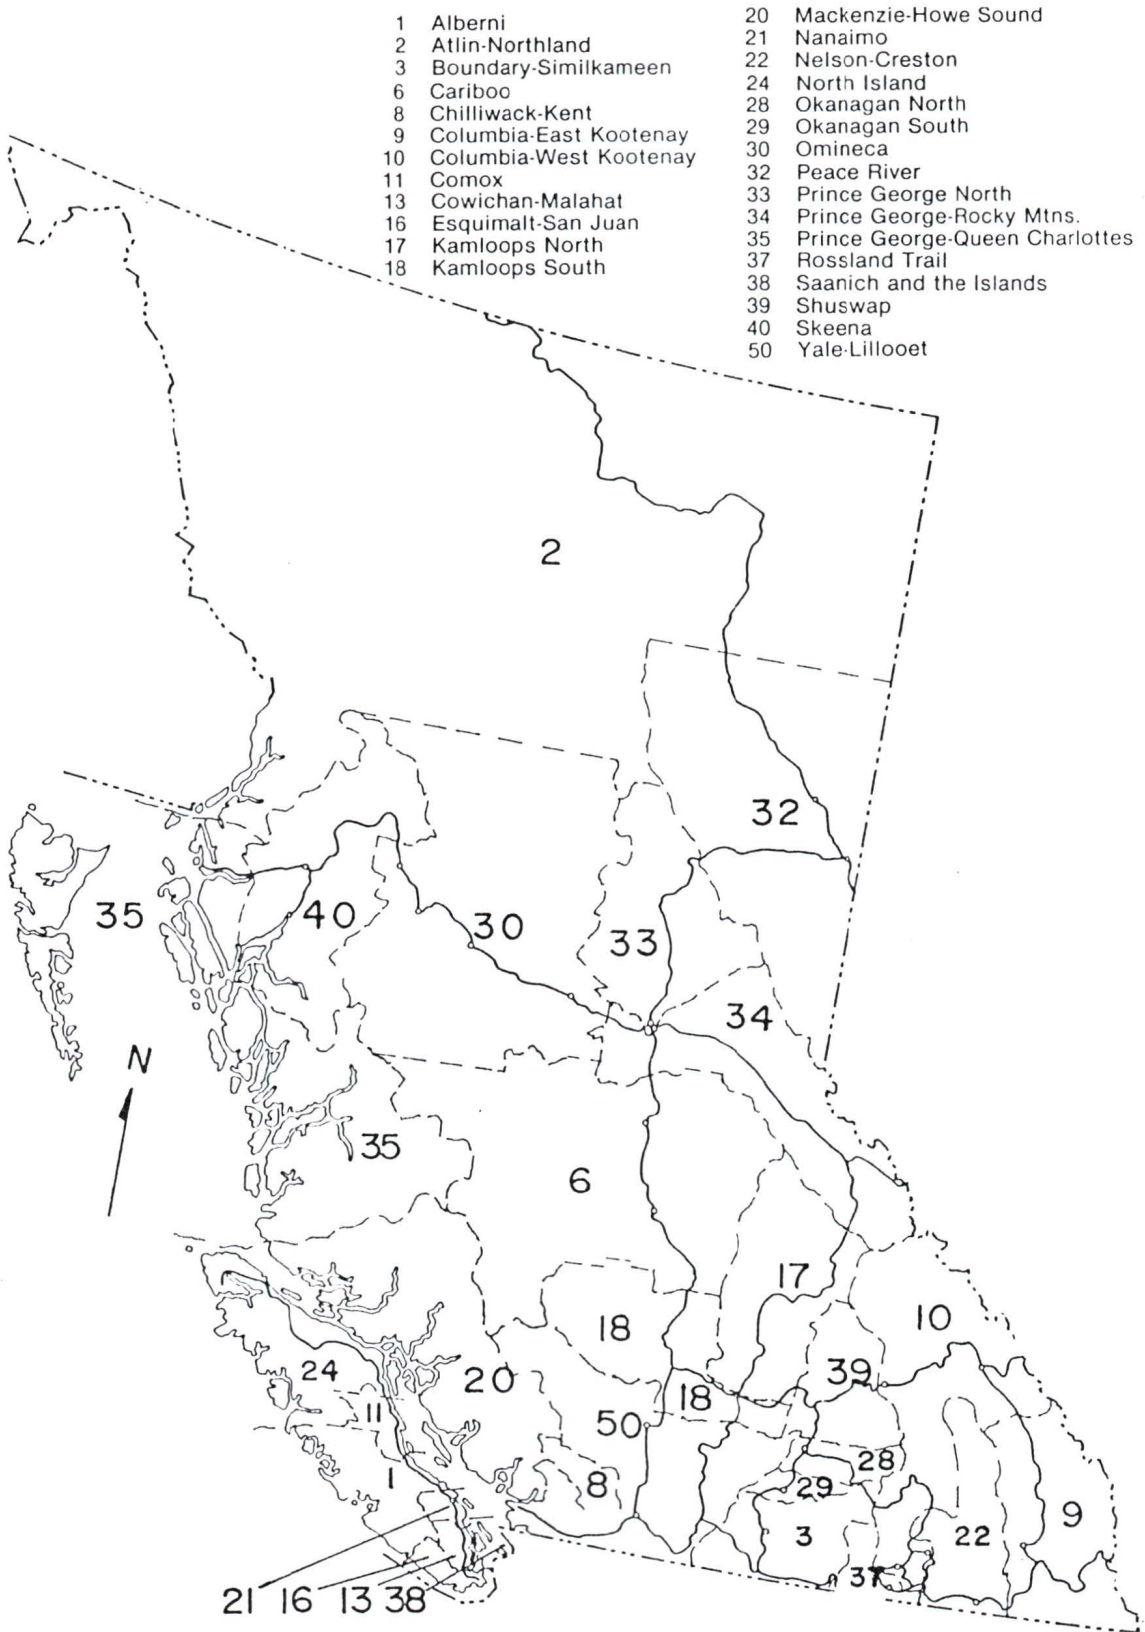 1 Alberni
2 Atlin-Northland
3 Boundary-Similkameen
6 Cariboo
8 Chilliwack-Kent
9 Columbia-East Kootenay
10 Columbia-West Kootenay
11 Comox
13 Cowichan-Malahat
16 Esquimalt-San Juan
17 Kamloops North
18 Kamloops South
20 Mackenzie-Howe Sound
21 Nanaimo
22 Nelson-Creston
24 North Island
28 Okanagan North
29 Okanagan South
30 Omineca
32 Peace River
33 Prince George North
34 Prince George-Rocky Mtns.
35 Prince George-Queen Charlottes
37 Rossland Trail
38 Saanich and the Islands
39 Shuswap
40 Skeena
50 Yale-Lillooet
2
32
35
40
30
33
34
N
35
6
17
10
18
24
20
39
18
11
50
28
1
8
29
9
3
22
37
21 16 13 38